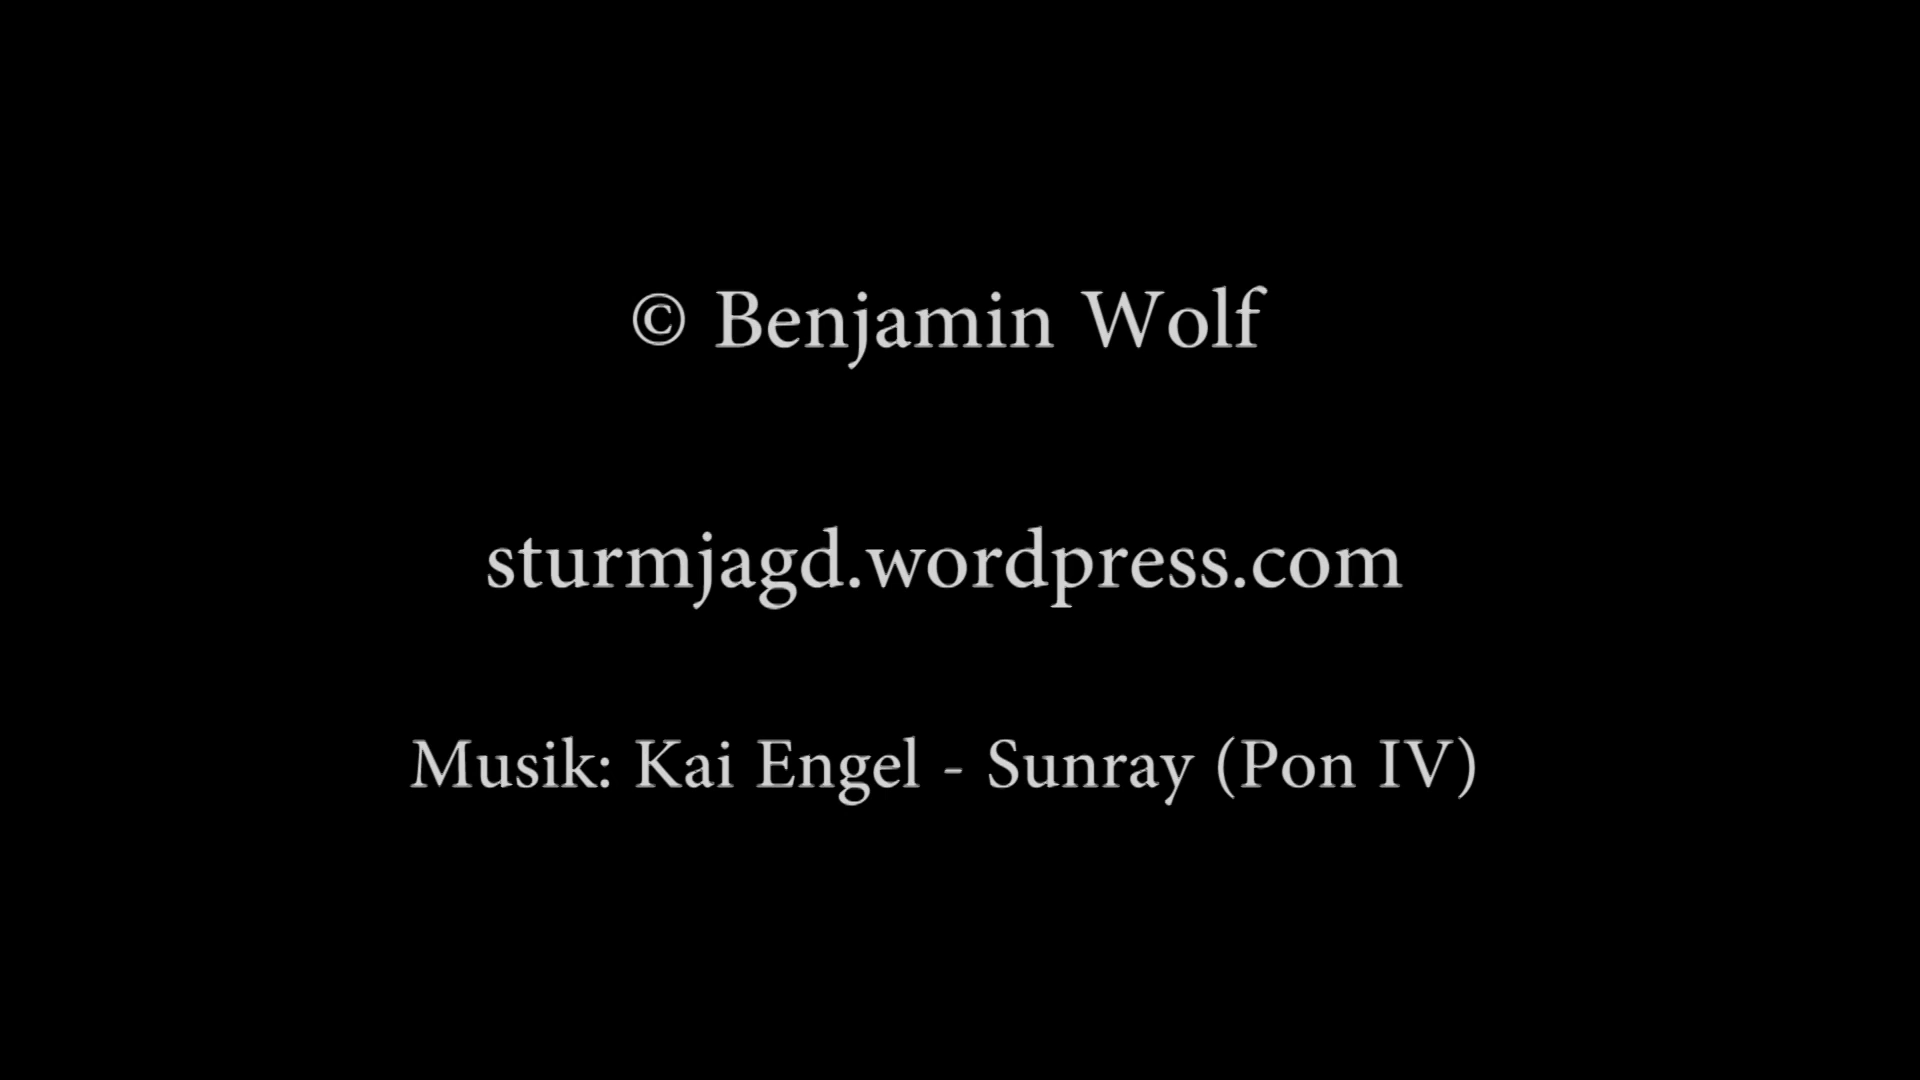 © Benjamin Wolf
sturmjagd.wordpress.com
Musik: Kai Engel - Sunray (Pon IV)